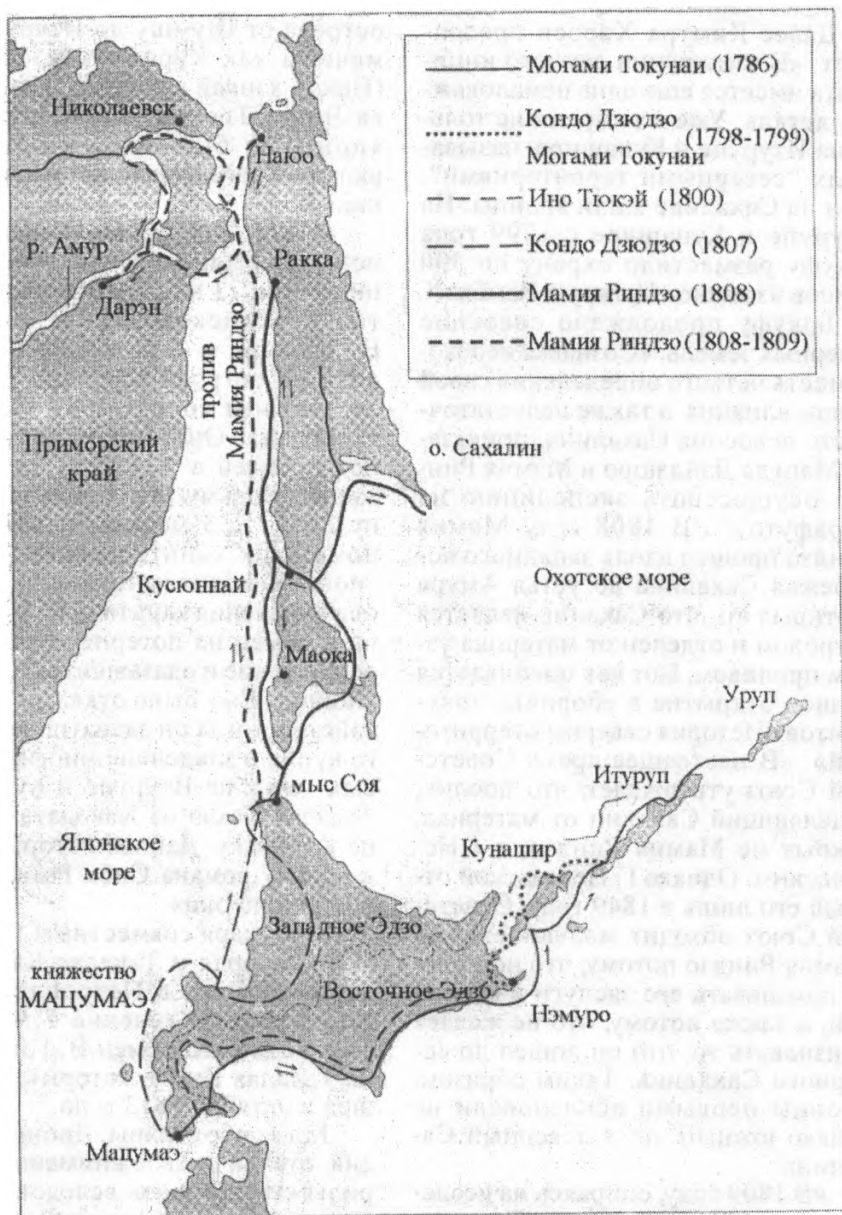 Могами Токунаи (1786)
Кондо Дзюдзо
Могами Токунаи
(1798-1799)
Ино Тюкэй (1800)
Кондо Дзюдзо (1807)
Мамия Риндзо (1808)
Мамия Риндзо (1808-1809)
Николаевск
Наюо
р. Амур
Ракка
Дарэн
пролив
Мамия Риндзо
Приморский
край
о. Сахалин
Кусюннай
Охотское море
Маока
Уруп
Итуруп
мыс Соя
Японское
море
Кунашир
Западное Эдзо
княжество
МАЦУМАЭ
Восточное Эдзо
Нэмуро
Мацумаэ